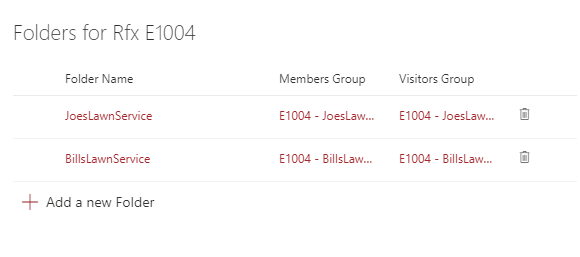 Folders for Rfx E1004
Folder Name Members Group Visitors Group
JoesLawnService E1004 - JoesLaw... E1004 - JoesLaw...
BillsLawnService E1004 - BillsLaw... E1004 - BillsLaw...
Add a new Folder